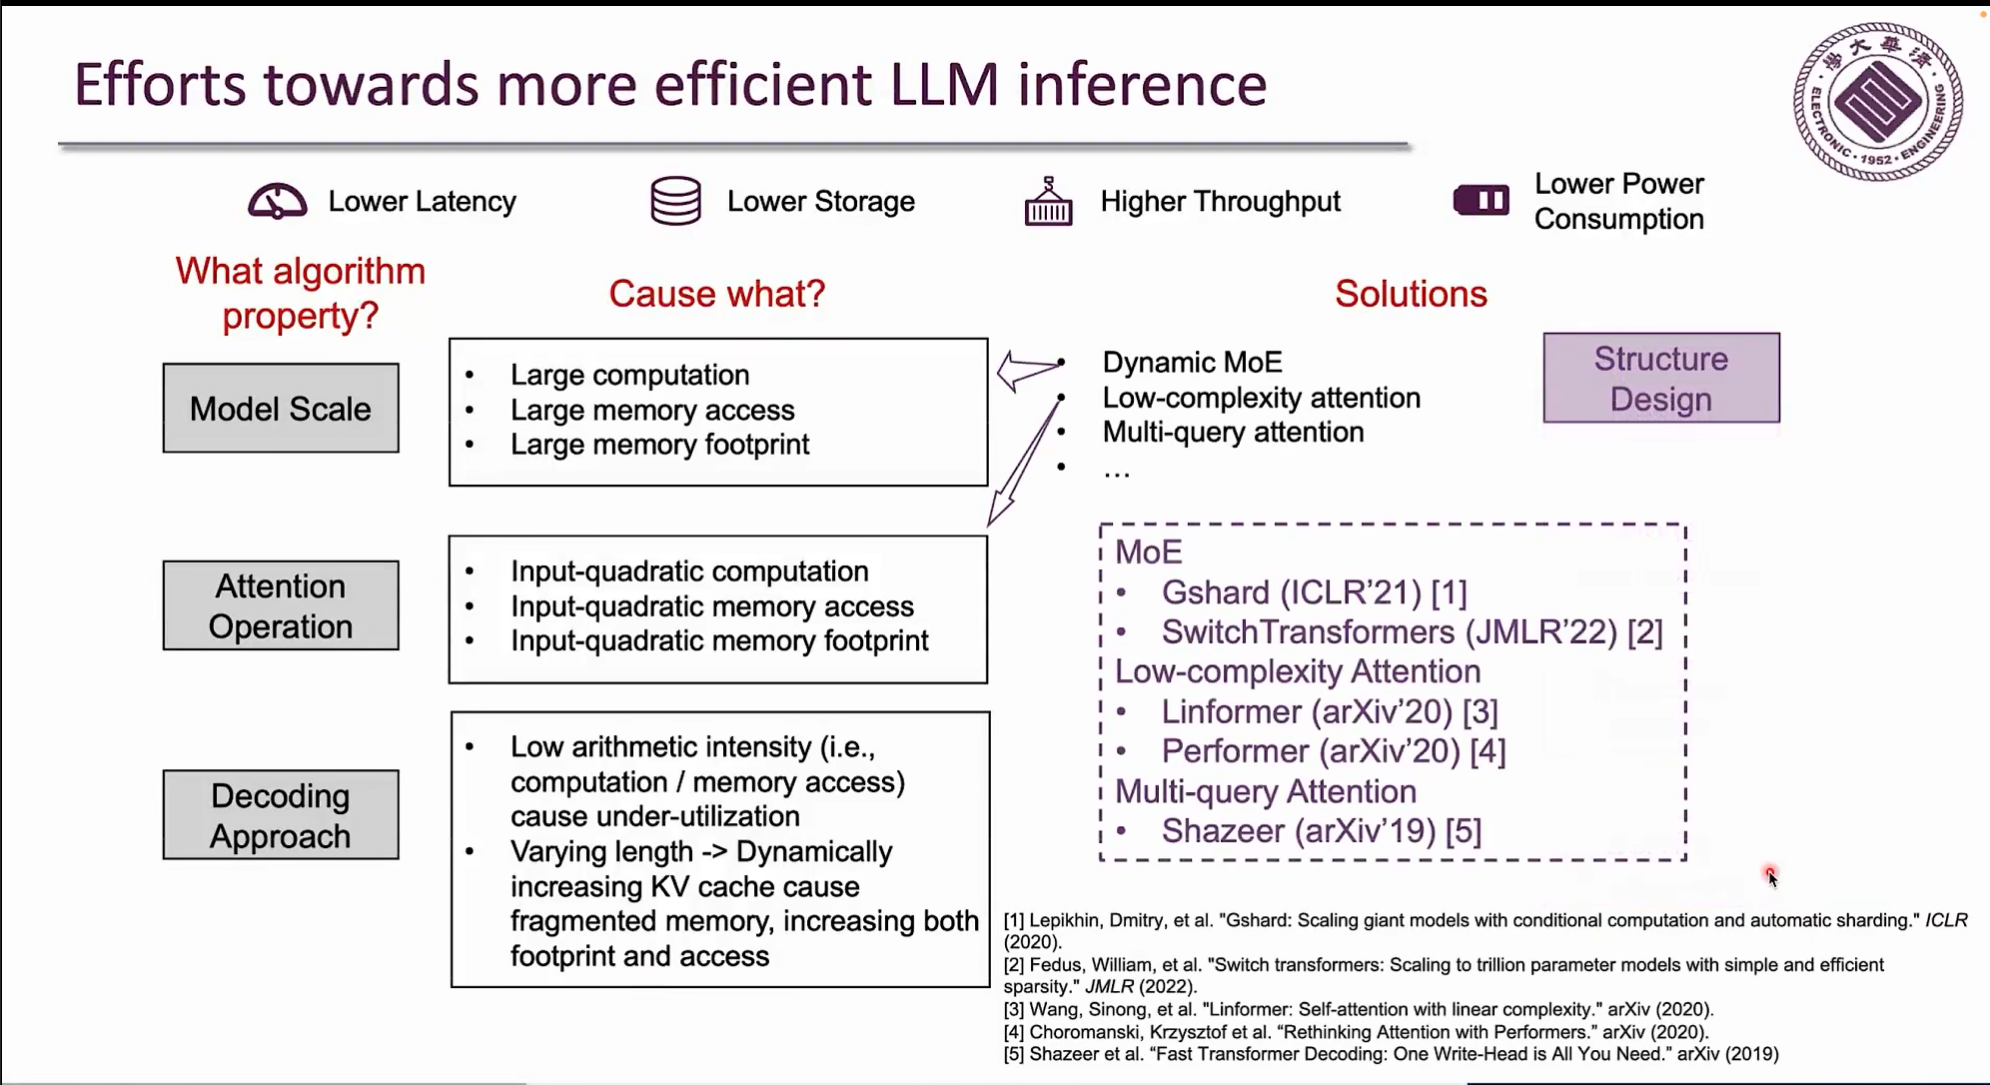 Efforts towards more efficient LLM inference
學大華清
ELECTRONIC · 1952 · ENGINEERING
Lower Latency
Lower Storage
Higher Throughput
Lower Power
Consumption
What algorithm
property?
Cause what?
Solutions
Model Scale
• Large computation
• Large memory access
• Large memory footprint
• Dynamic MoE
• Low-complexity attention
• Multi-query attention
• …
Structure
Design
Attention
Operation
• Input-quadratic computation
• Input-quadratic memory access
• Input-quadratic memory footprint
Decoding
Approach
• Low arithmetic intensity (i.e.,
computation / memory access)
cause under-utilization
• Varying length -> Dynamically
increasing KV cache cause
fragmented memory, increasing both
footprint and access
MoE
• Gshard (ICLR’21) [1]
• SwitchTransformers (JMLR’22) [2]
Low-complexity Attention
• Linformer (arXiv’20) [3]
• Performer (arXiv’20) [4]
Multi-query Attention
• Shazeer (arXiv’19) [5]
[1] Lepikhin, Dmitry, et al. "Gshard: Scaling giant models with conditional computation and automatic sharding." ICLR
(2020).
[2] Fedus, William, et al. "Switch transformers: Scaling to trillion parameter models with simple and efficient
sparsity." JMLR (2022).
[3] Wang, Sinong, et al. "Linformer: Self-attention with linear complexity." arXiv (2020).
[4] Choromanski, Krzysztof et al. “Rethinking Attention with Performers.” arXiv (2020).
[5] Shazeer et al. “Fast Transformer Decoding: One Write-Head is All You Need.” arXiv (2019)